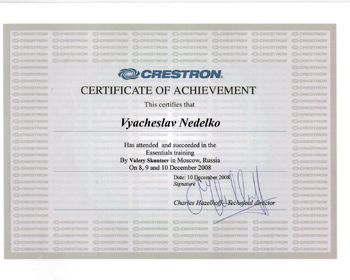 CRESTRON.
CERTIFICATE OF ACHIEVEMENT
This certifies that
Vyacheslav Nedelko
Has attended and succeeded in the
Essentials training
By Valery Skuntsev in Moscow, Russia
On 8, 9 and 10 December 2008
Date: 10 December 2008
Signature
Charles Hazelhoff, Technical director